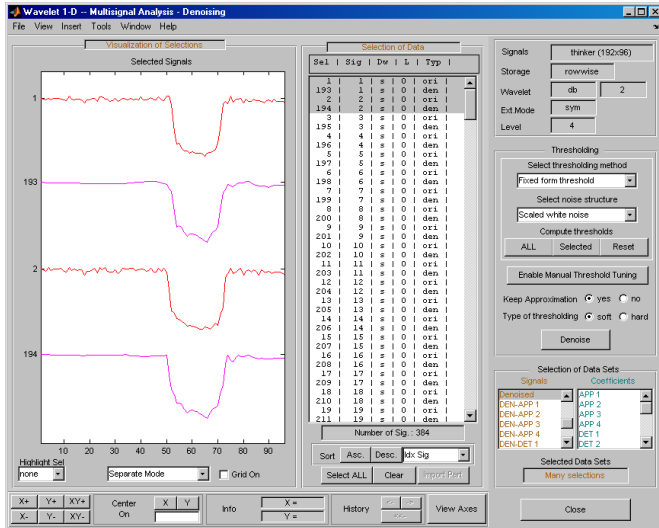 Wavelet 1-D -- Multisignal Analysis - Denoising
File View Insert Tools Window Help
Visualization of Selections
Selected Signals
1
193
2
194
10 20 30 40 50 60 70 80 90
Highlight Sel
none
Separate Mode
Grid On
Selection of Data
Sel | Sig | Dw | L | Typ |
1 | 1 | s | 0 | ori |
193 | 1 | s | 0 | den |
2 | 2 | s | 0 | ori |
194 | 2 | s | 0 | den |
3 | 3 | s | 0 | ori |
195 | 3 | s | 0 | den |
4 | 4 | s | 0 | ori |
196 | 4 | s | 0 | den |
5 | 5 | s | 0 | ori |
197 | 5 | s | 0 | den |
6 | 6 | s | 0 | ori |
198 | 6 | s | 0 | den |
7 | 7 | s | 0 | ori |
199 | 7 | s | 0 | den |
8 | 8 | s | 0 | ori |
200 | 8 | s | 0 | den |
9 | 9 | s | 0 | ori |
201 | 9 | s | 0 | den |
10 | 10 | s | 0 | ori |
202 | 10 | s | 0 | den |
11 | 11 | s | 0 | ori |
203 | 11 | s | 0 | den |
12 | 12 | s | 0 | ori |
204 | 12 | s | 0 | den |
13 | 13 | s | 0 | ori |
205 | 13 | s | 0 | den |
14 | 14 | s | 0 | ori |
206 | 14 | s | 0 | den |
15 | 15 | s | 0 | ori |
207 | 15 | s | 0 | den |
16 | 16 | s | 0 | ori |
208 | 16 | s | 0 | den |
17 | 17 | s | 0 | ori |
209 | 17 | s | 0 | den |
18 | 18 | s | 0 | ori |
210 | 18 | s | 0 | den |
19 | 19 | s | 0 | ori |
211 | 19 | s | 0 | den |
Number of Sig. : 384
Sort Asc. Desc. Idx Sig
Select ALL Clear Import Part
Signals thinker (192x96)
Storage rowwise
Wavelet db 2
Ext.Mode sym
Level 4
Thresholding
Select thresholding method
Fixed form threshold
Select noise structure
Scaled white noise
Compute thresholds
ALL Selected Reset
Enable Manual Threshold Tuning
Keep Approximation yes no
Type of thresholding soft hard
Denoise
Selection of Data Sets
Signals Coefficients
Denoised APP 1
DEN-APP 1 APP 2
DEN-APP 2 APP 3
DEN-APP 3 APP 4
DEN-APP 4 DET 1
DEN-DET 1 DET 2
Selected Data Sets
Many selections
X+ Y+ XY+
X- Y- XY-
Center On X Y
Info X =
Y =
History <- ->
<<-
View Axes
Close